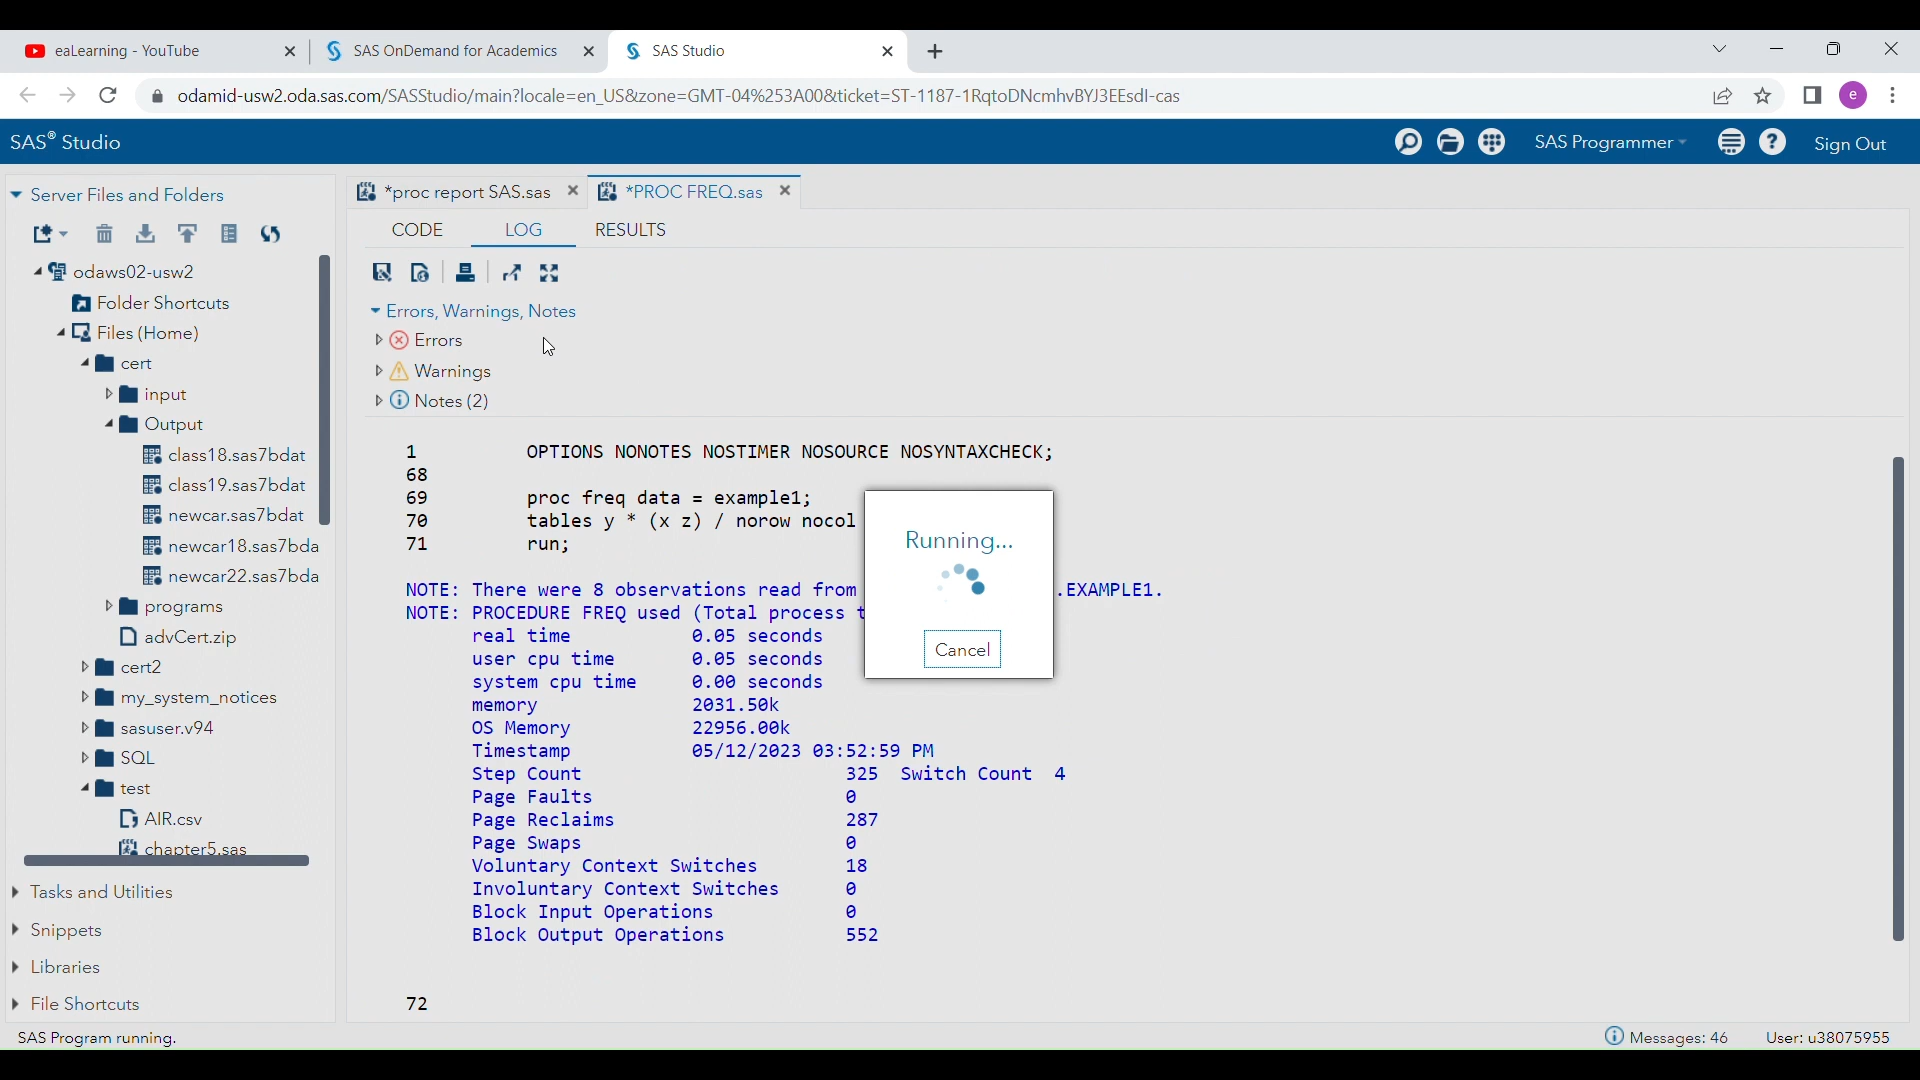 eaLearning - YouTube
SAS OnDemand for Academics
SAS Studio
odamid-usw2.oda.sas.com/SASStudio/main?locale=en_US&zone=GMT-04%253A00&ticket=ST-1187-1RqtoDNcmhvBYJ3EEsdI-cas
e
SAS® Studio
SAS Programmer
Sign Out
Server Files and Folders
*proc report SAS.sas
*PROC FREQ.sas
CODE
LOG
RESULTS
odaws02-usw2
Folder Shortcuts
Files (Home)
cert
input
Output
class18.sas7bdat
class19.sas7bdat
newcar.sas7bdat
newcar18.sas7bda
newcar22.sas7bda
programs
advCert.zip
cert2
my_system_notices
sasuser.v94
SQL
test
AIR.csv
chapter5.sas
Tasks and Utilities
Snippets
Libraries
File Shortcuts
Errors, Warnings, Notes
Errors
Warnings
Notes (2)
1 OPTIONS NONOTES NOSTIMER NOSOURCE NOSYNTAXCHECK;
68
69 proc freq data = example1;
70 tables y * (x z) / norow nocol
71 run;
NOTE: There were 8 observations read from .EXAMPLE1.
NOTE: PROCEDURE FREQ used (Total process t
real time 0.05 seconds
user cpu time 0.05 seconds
system cpu time 0.00 seconds
memory 2031.50k
OS Memory 22956.00k
Timestamp 05/12/2023 03:52:59 PM
Step Count 325 Switch Count 4
Page Faults 0
Page Reclaims 287
Page Swaps 0
Voluntary Context Switches 18
Involuntary Context Switches 0
Block Input Operations 0
Block Output Operations 552
72
Running...
Cancel
SAS Program running.
Messages: 46
User: u38075955